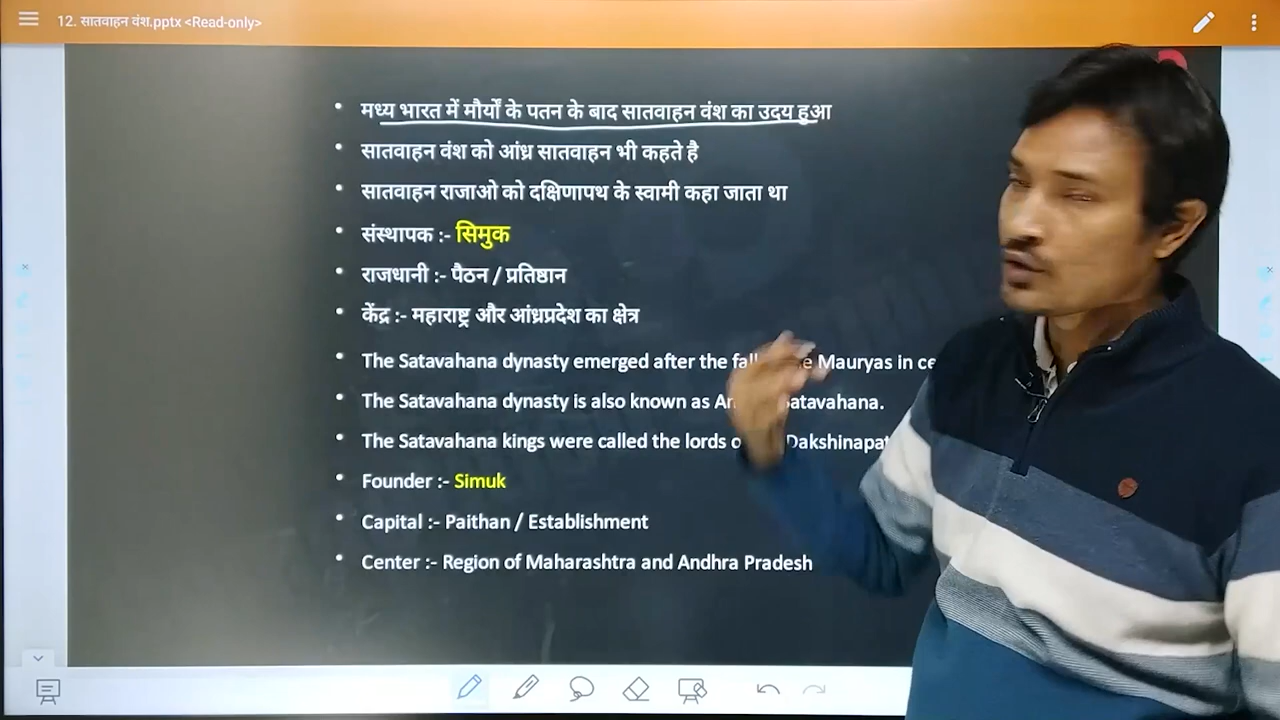 12. सातवाहन वंश.pptx <Read-only>
मध्य भारत में मौर्यों के पतन के बाद सातवाहन वंश का उदय हुआ
सातवाहन वंश को आंध्र सातवाहन भी कहते है
सातवाहन राजाओ को दक्षिणापथ के स्वामी कहा जाता था
संस्थापक :- सिमुक
राजधानी :- पैठन / प्रतिष्ठान
केंद्र :- महाराष्ट्र और आंध्रप्रदेश का क्षेत्र
The Satavahana dynasty emerged after the Mauryas in
The Satavahana dynasty is also known as Satavahana.
The Satavahana kings were called the lords
Founder :- Simuk
Capital :- Paithan / Establishment
Center :- Region of Maharashtra and Andhra Pradesh